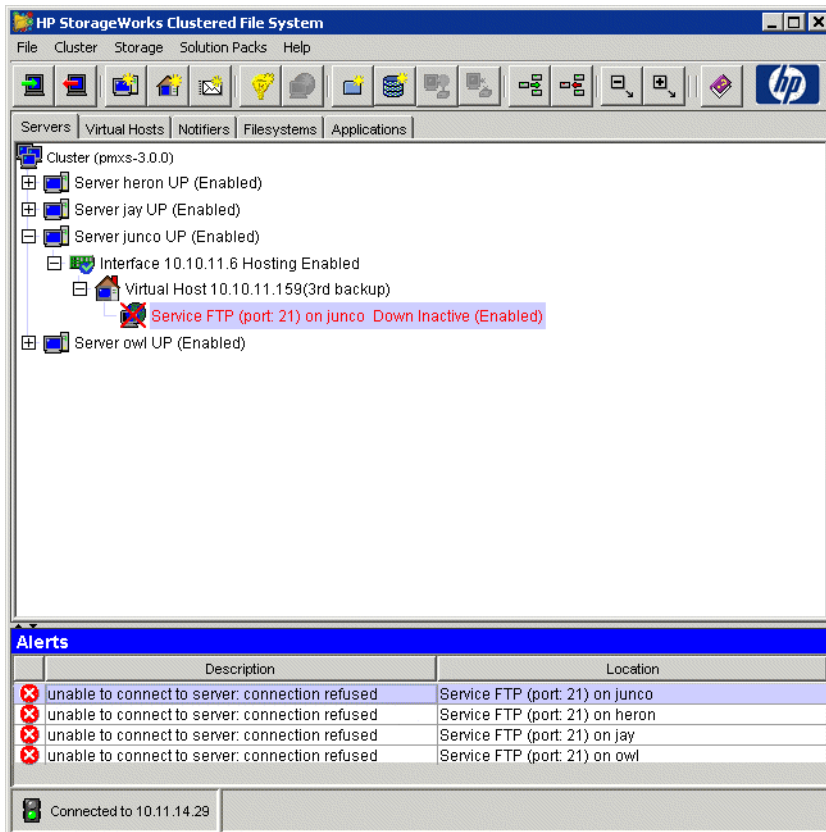 HP StorageWorks Clustered File System
File Cluster Storage Solution Packs Help
hp
Servers Virtual Hosts Notifiers Filesystems Applications
Cluster (pmxs-3.0.0)
Server heron UP (Enabled)
Server jay UP (Enabled)
Server junco UP (Enabled)
Interface 10.10.11.6 Hosting Enabled
Virtual Host 10.10.11.159(3rd backup)
Service FTP (port: 21) on junco Down Inactive (Enabled)
Server owl UP (Enabled)
Alerts
Description Location
unable to connect to server: connection refused Service FTP (port: 21) on junco
unable to connect to server: connection refused Service FTP (port: 21) on heron
unable to connect to server: connection refused Service FTP (port: 21) on jay
unable to connect to server: connection refused Service FTP (port: 21) on owl
Connected to 10.11.14.29